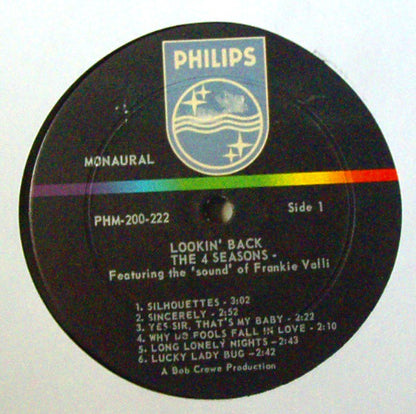 PHILIPS
MONAURAL
PHM-200-222
Side 1
LOOKIN' BACK
THE 4 SEASONS -
Featuring the 'sound' of Frankie Valli
1. SILHOUETTES - 3:02
2. SINCERELY - 2:52
3. YES SIR, THAT'S MY BABY - 2:22
4. WHY DO FOOLS FALL IN LOVE - 2:10
5. LONG LONELY NIGHTS - 2:43
6. LUCKY LADY BUG - 2:42
A Bob Crewe Production